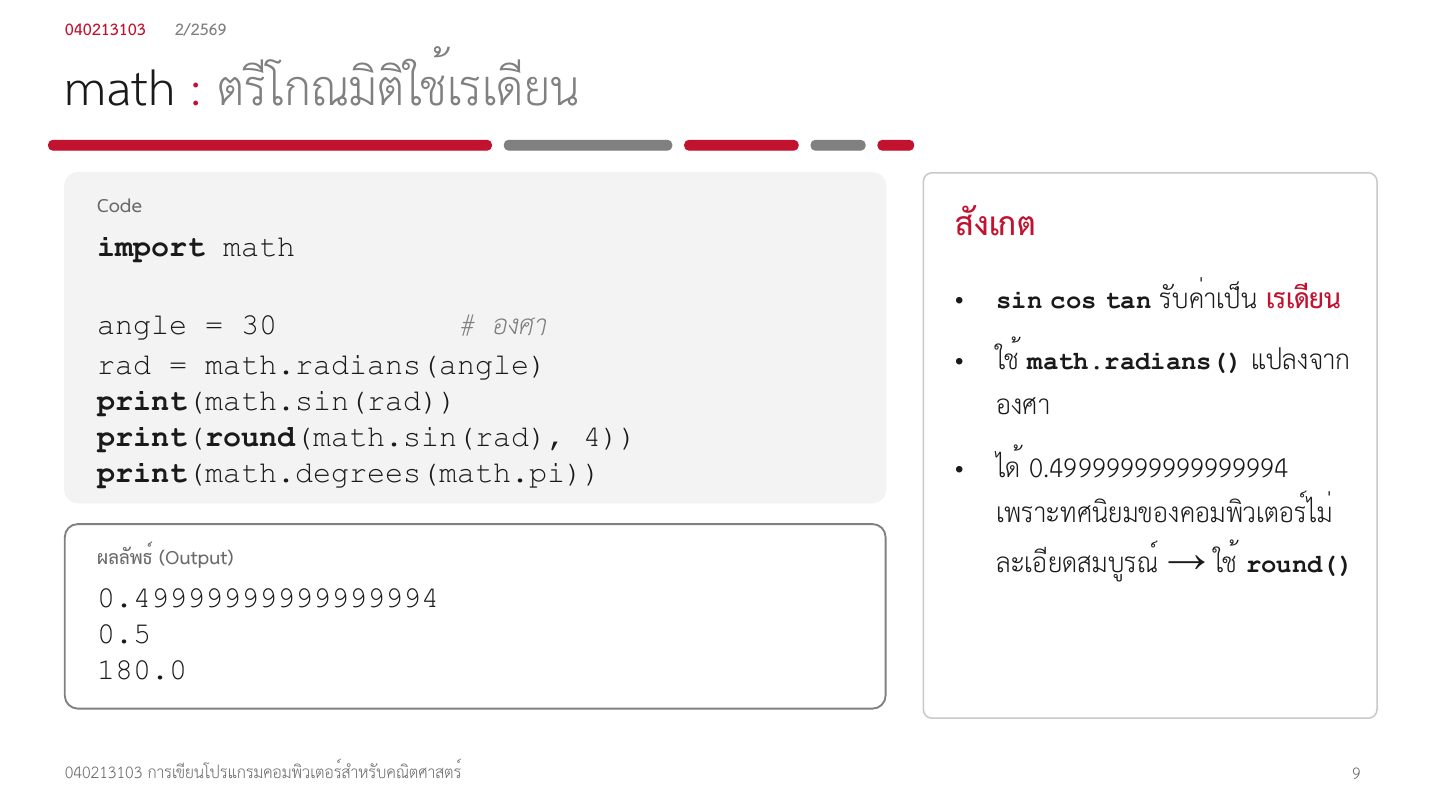 040213103 2/2569
math : ตรีโกณมิติใช้เรเดียน
Code
import math
angle = 30 # องศา
rad = math.radians(angle)
print(math.sin(rad))
print(round(math.sin(rad), 4))
print(math.degrees(math.pi))
ผลลัพธ์ (Output)
0.49999999999999994
0.5
180.0
สังเกต
• sin cos tan รับค่าเป็น เรเดียน
• ใช้ math.radians() แปลงจาก
องศา
• ได้ 0.49999999999999994
เพราะทศนิยมของคอมพิวเตอร์ไม่
ละเอียดสมบูรณ์ ⟶ ใช้ round()
040213103 การเขียนโปรแกรมคอมพิวเตอร์สำหรับคณิตศาสตร์
9